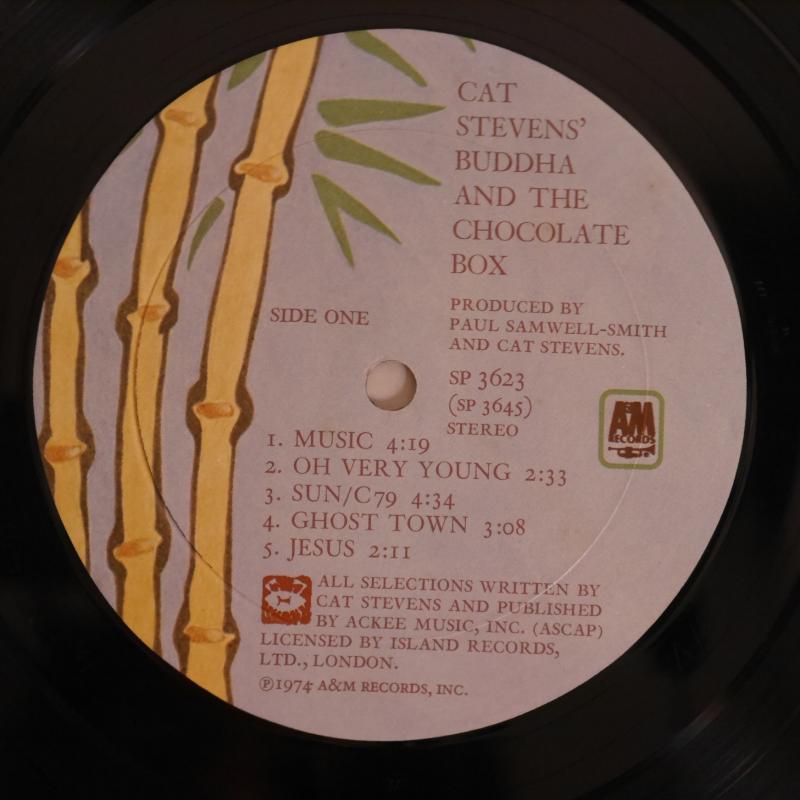 CAT
STEVENS'
BUDDHA
AND THE
CHOCOLATE
BOX
SIDE ONE
PRODUCED BY
PAUL SAMWELL-SMITH
AND CAT STEVENS.
SP 3623
(SP 3645)
STEREO
A&M
RECORDS
1. MUSIC 4:19
2. OH VERY YOUNG 2:33
3. SUN/C79 4:34
4. GHOST TOWN 3:08
5. JESUS 2:11
ALL SELECTIONS WRITTEN BY
CAT STEVENS AND PUBLISHED
BY ACKEE MUSIC, INC. (ASCAP)
LICENSED BY ISLAND RECORDS,
LTD., LONDON.
℗1974 A&M RECORDS, INC.